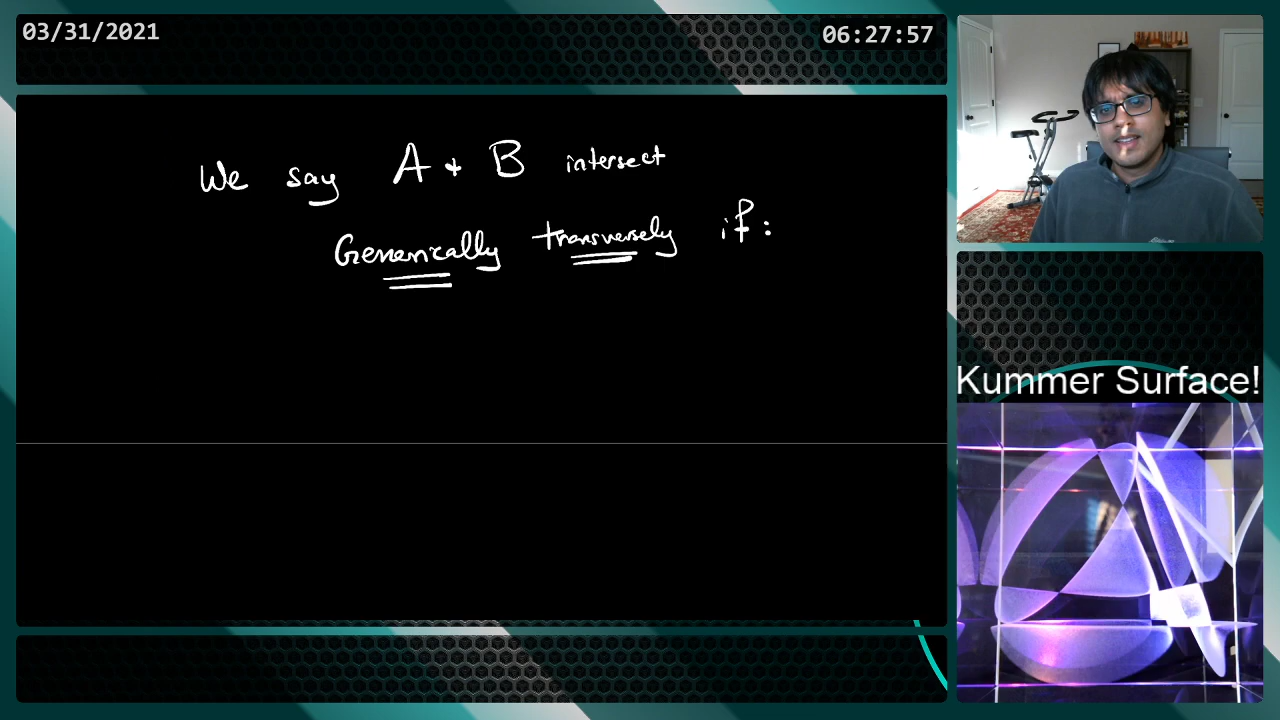 03/31/2021
06:27:57
We say A + B intersect
Generically transversely if:
Kummer Surface!